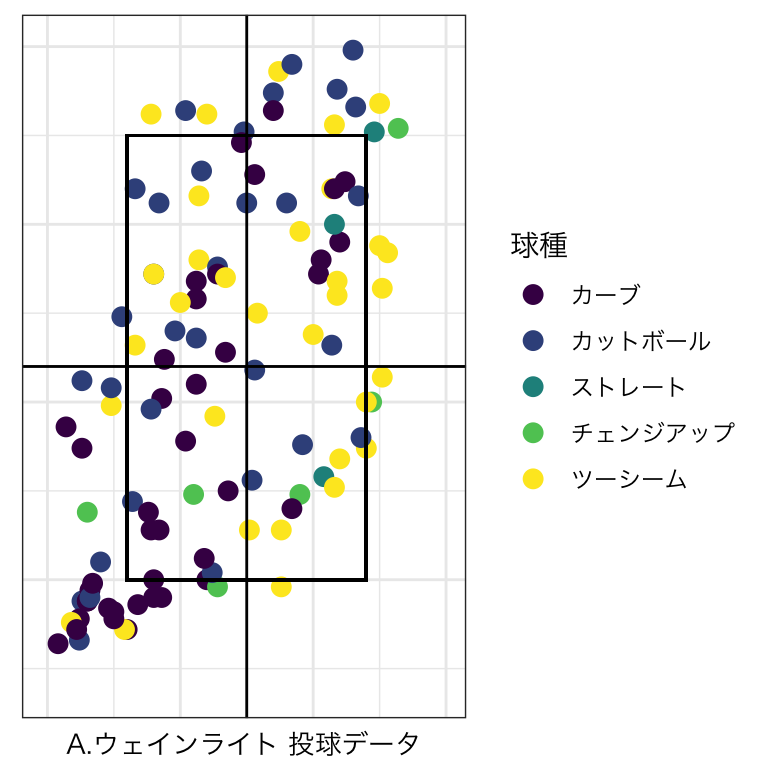 球種
カーブ
カットボール
ストレート
チェンジアップ
ツーシーム
A.ウェインライト 投球データ